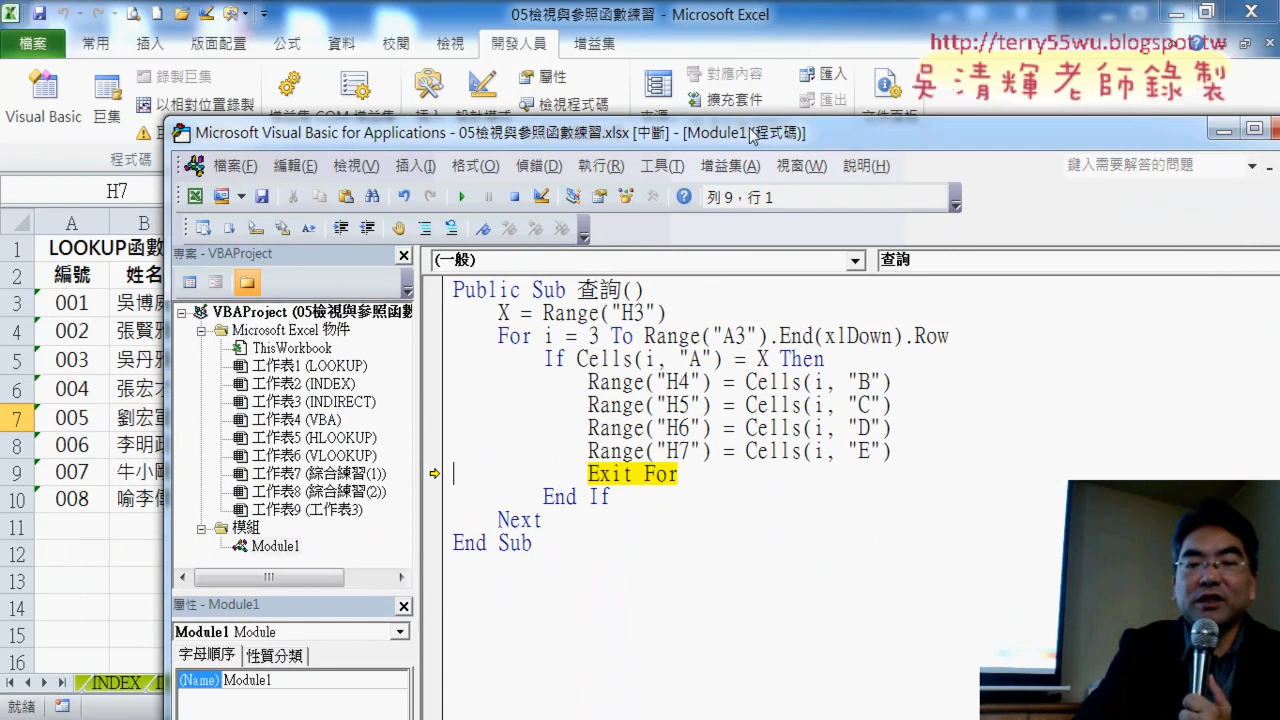 05檢視與參照函數練習 - Microsoft Excel
檔案 常用 插入 版面配置 公式 資料 校閱 檢視 開發人員 增益集
http://terry55wu.blogspot.tw
吳清輝老師錄製
Visual Basic 巨集 錄製巨集 以相對位置錄製
屬性 檢視程式碼
對應內容 擴充套件 匯入 匯出
程式碼
Microsoft Visual Basic for Applications - 05檢視與參照函數練習.xlsx [中斷] - [Module1 (程式碼)]
檔案(F) 編輯(E) 檢視(V) 插入(I) 格式(O) 偵錯(D) 執行(R) 工具(T) 增益集(A) 視窗(W) 說明(H) 鍵入需要解答的問題
列 9，行 1
H7
A B
1 LOOKUP函數
2 編號 姓名
3 001
4 002
5 003
6 004
7 005
8 006
9 007
10 008
11
12
13
14
15
16
INDEX
就緒
專案 - VBAProject
VBAProject (05檢視與參照函數
Microsoft Excel 物件
ThisWorkbook
工作表1 (LOOKUP)
工作表2 (INDEX)
工作表3 (INDIRECT)
工作表4 (VBA)
工作表5 (HLOOKUP)
工作表6 (VLOOKUP)
工作表7 (綜合練習(1))
工作表8 (綜合練習(2))
工作表9 (工作表3)
模組
Module1
屬性 - Module1
Module1 Module
字母順序 性質分類
(Name) Module1
(一般) 查詢
Public Sub 查詢()
X = Range("H3")
For i = 3 To Range("A3").End(xlDown).Row
If Cells(i, "A") = X Then
Range("H4") = Cells(i, "B")
Range("H5") = Cells(i, "C")
Range("H6") = Cells(i, "D")
Range("H7") = Cells(i, "E")
Exit For
End If
Next
End Sub